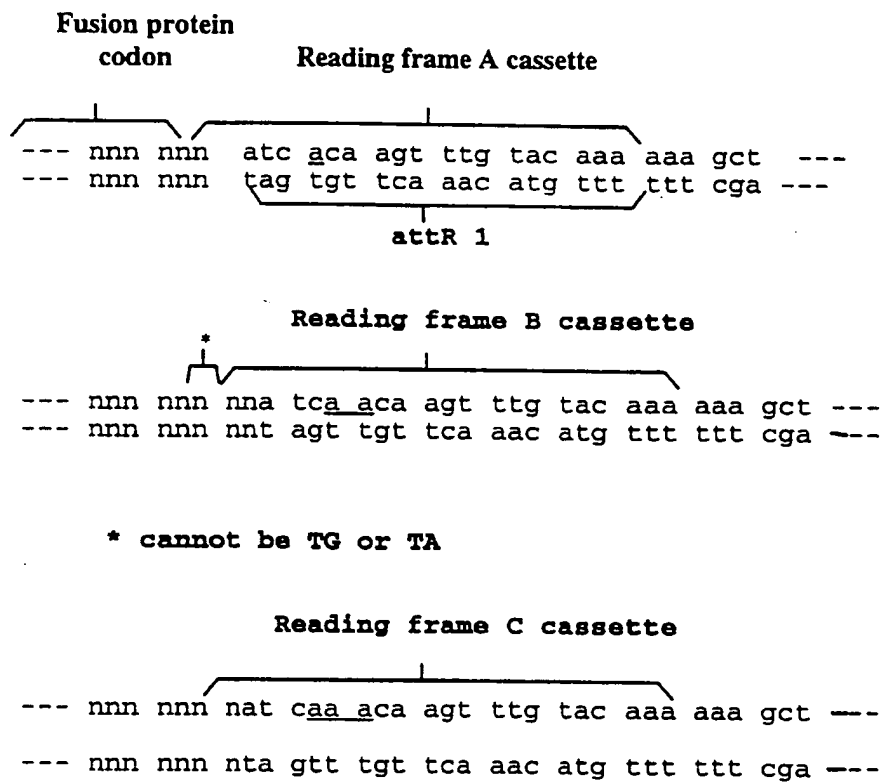 Fusion protein
codon Reading frame A cassette
--- nnn nnn atc aca agt ttg tac aaa aaa gct ---
--- nnn nnn tag tgt tca aac atg ttt ttt cga ---
attR 1
Reading frame B cassette
*
--- nnn nnn nna tca aca agt ttg tac aaa aaa gct ---
--- nnn nnn nnt agt tgt tca aac atg ttt ttt cga ---
* cannot be TG or TA
Reading frame C cassette
--- nnn nnn nat caa aca agt ttg tac aaa aaa gct ---
--- nnn nnn nta gtt tgt tca aac atg ttt ttt cga ---